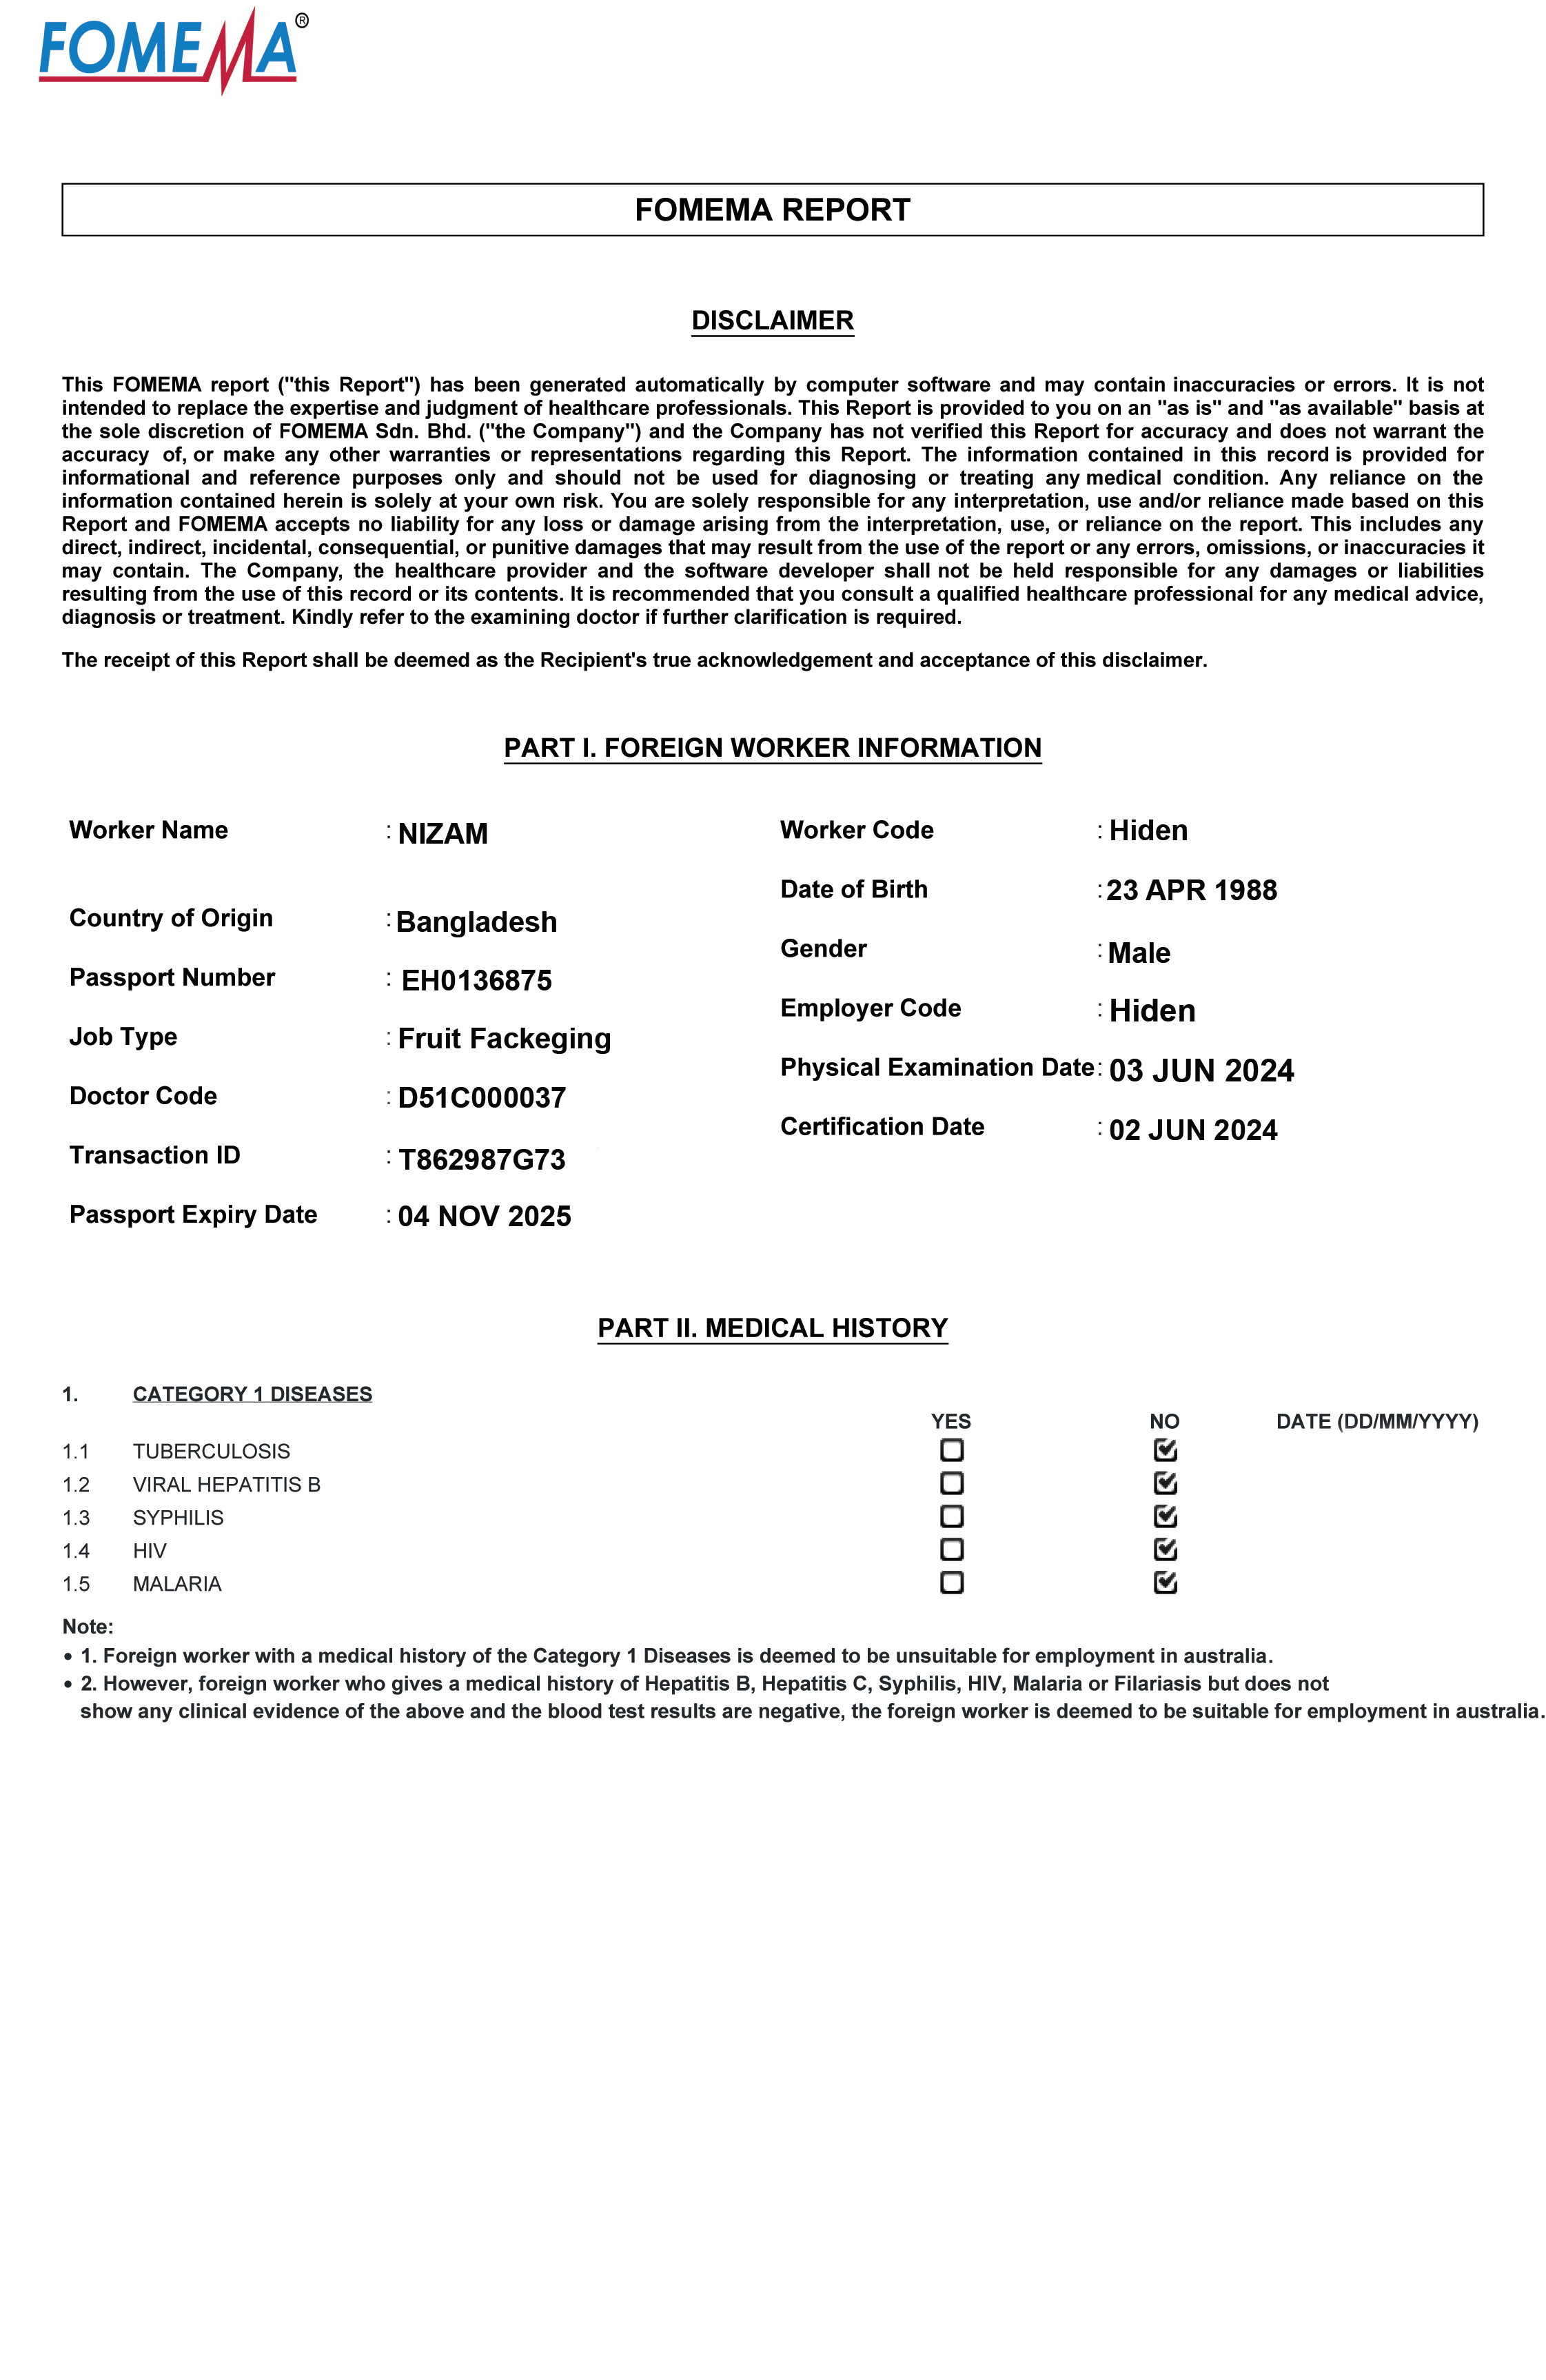 FOMEMA®
FOMEMA REPORT
DISCLAIMER
This FOMEMA report ("this Report") has been generated automatically by computer software and may contain inaccuracies or errors. It is not
intended to replace the expertise and judgment of healthcare professionals. This Report is provided to you on an "as is" and "as available" basis at
the sole discretion of FOMEMA Sdn. Bhd. ("the Company") and the Company has not verified this Report for accuracy and does not warrant the
accuracy of, or make any other warranties or representations regarding this Report. The information contained in this record is provided for
informational and reference purposes only and should not be used for diagnosing or treating any medical condition. Any reliance on the
information contained herein is solely at your own risk. You are solely responsible for any interpretation, use and/or reliance made based on this
Report and FOMEMA accepts no liability for any loss or damage arising from the interpretation, use, or reliance on the report. This includes any
direct, indirect, incidental, consequential, or punitive damages that may result from the use of the report or any errors, omissions, or inaccuracies it
may contain. The Company, the healthcare provider and the software developer shall not be held responsible for any damages or liabilities
resulting from the use of this record or its contents. It is recommended that you consult a qualified healthcare professional for any medical advice,
diagnosis or treatment. Kindly refer to the examining doctor if further clarification is required.
The receipt of this Report shall be deemed as the Recipient's true acknowledgement and acceptance of this disclaimer.
PART I. FOREIGN WORKER INFORMATION
Worker Name : NIZAM
Country of Origin : Bangladesh
Passport Number : EH0136875
Job Type : Fruit Fackeging
Doctor Code : D51C000037
Transaction ID : T862987G73
Passport Expiry Date : 04 NOV 2025
Worker Code : Hiden
Date of Birth : 23 APR 1988
Gender : Male
Employer Code : Hiden
Physical Examination Date : 03 JUN 2024
Certification Date : 02 JUN 2024
PART II. MEDICAL HISTORY
1. CATEGORY 1 DISEASES
YES NO DATE (DD/MM/YYYY)
1.1 TUBERCULOSIS
1.2 VIRAL HEPATITIS B
1.3 SYPHILIS
1.4 HIV
1.5 MALARIA
Note:
• 1. Foreign worker with a medical history of the Category 1 Diseases is deemed to be unsuitable for employment in australia.
• 2. However, foreign worker who gives a medical history of Hepatitis B, Hepatitis C, Syphilis, HIV, Malaria or Filariasis but does not
show any clinical evidence of the above and the blood test results are negative, the foreign worker is deemed to be suitable for employment in australia.